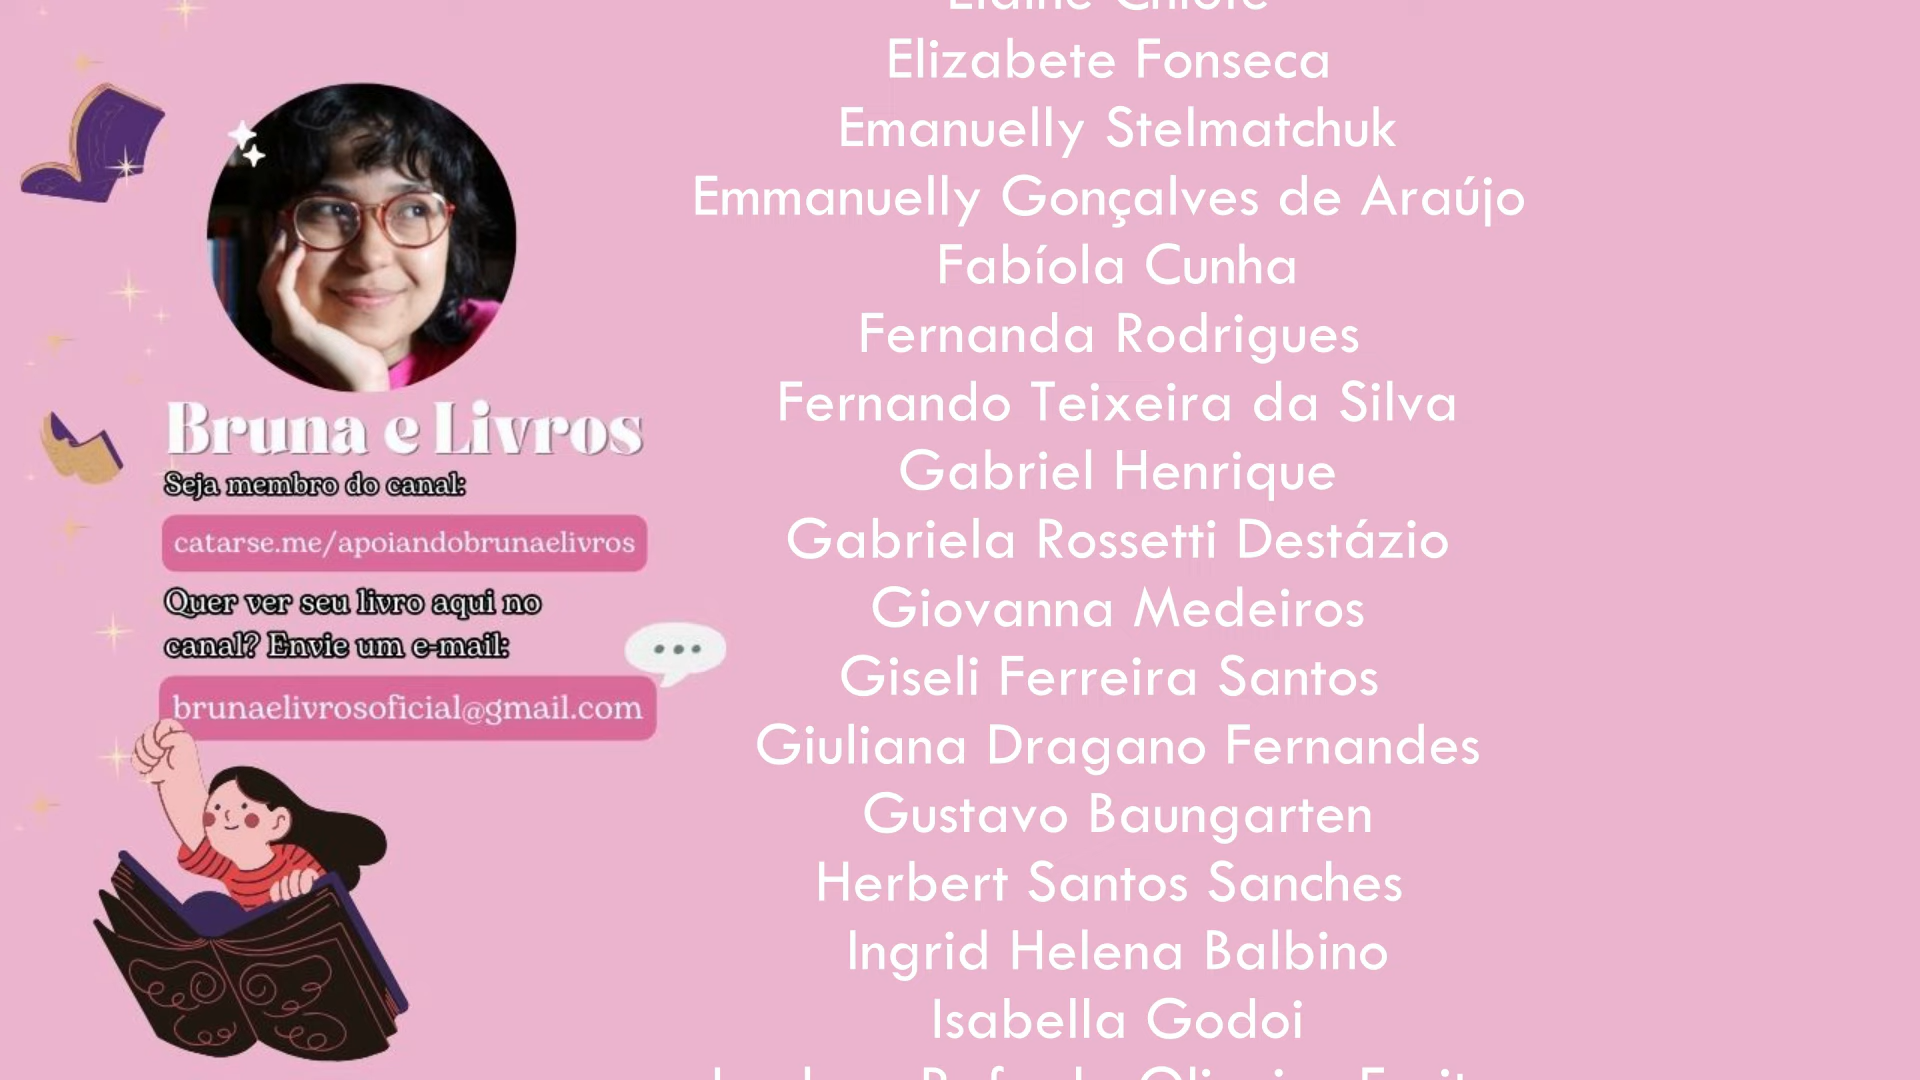 Bruna e Livros
Seja membro do canal:
catarse.me/apoiandobrunaelivros
Quer ver seu livro aqui no
canal? Envie um e-mail:
brunaelivrosoficial@gmail.com
Elizabete Fonseca
Emanuelly Stelmatchuk
Emmanuelly Gonçalves de Araújo
Fabíola Cunha
Fernanda Rodrigues
Fernando Teixeira da Silva
Gabriel Henrique
Gabriela Rossetti Destázio
Giovanna Medeiros
Giseli Ferreira Santos
Giuliana Dragano Fernandes
Gustavo Baungarten
Herbert Santos Sanches
Ingrid Helena Balbino
Isabella Godoi